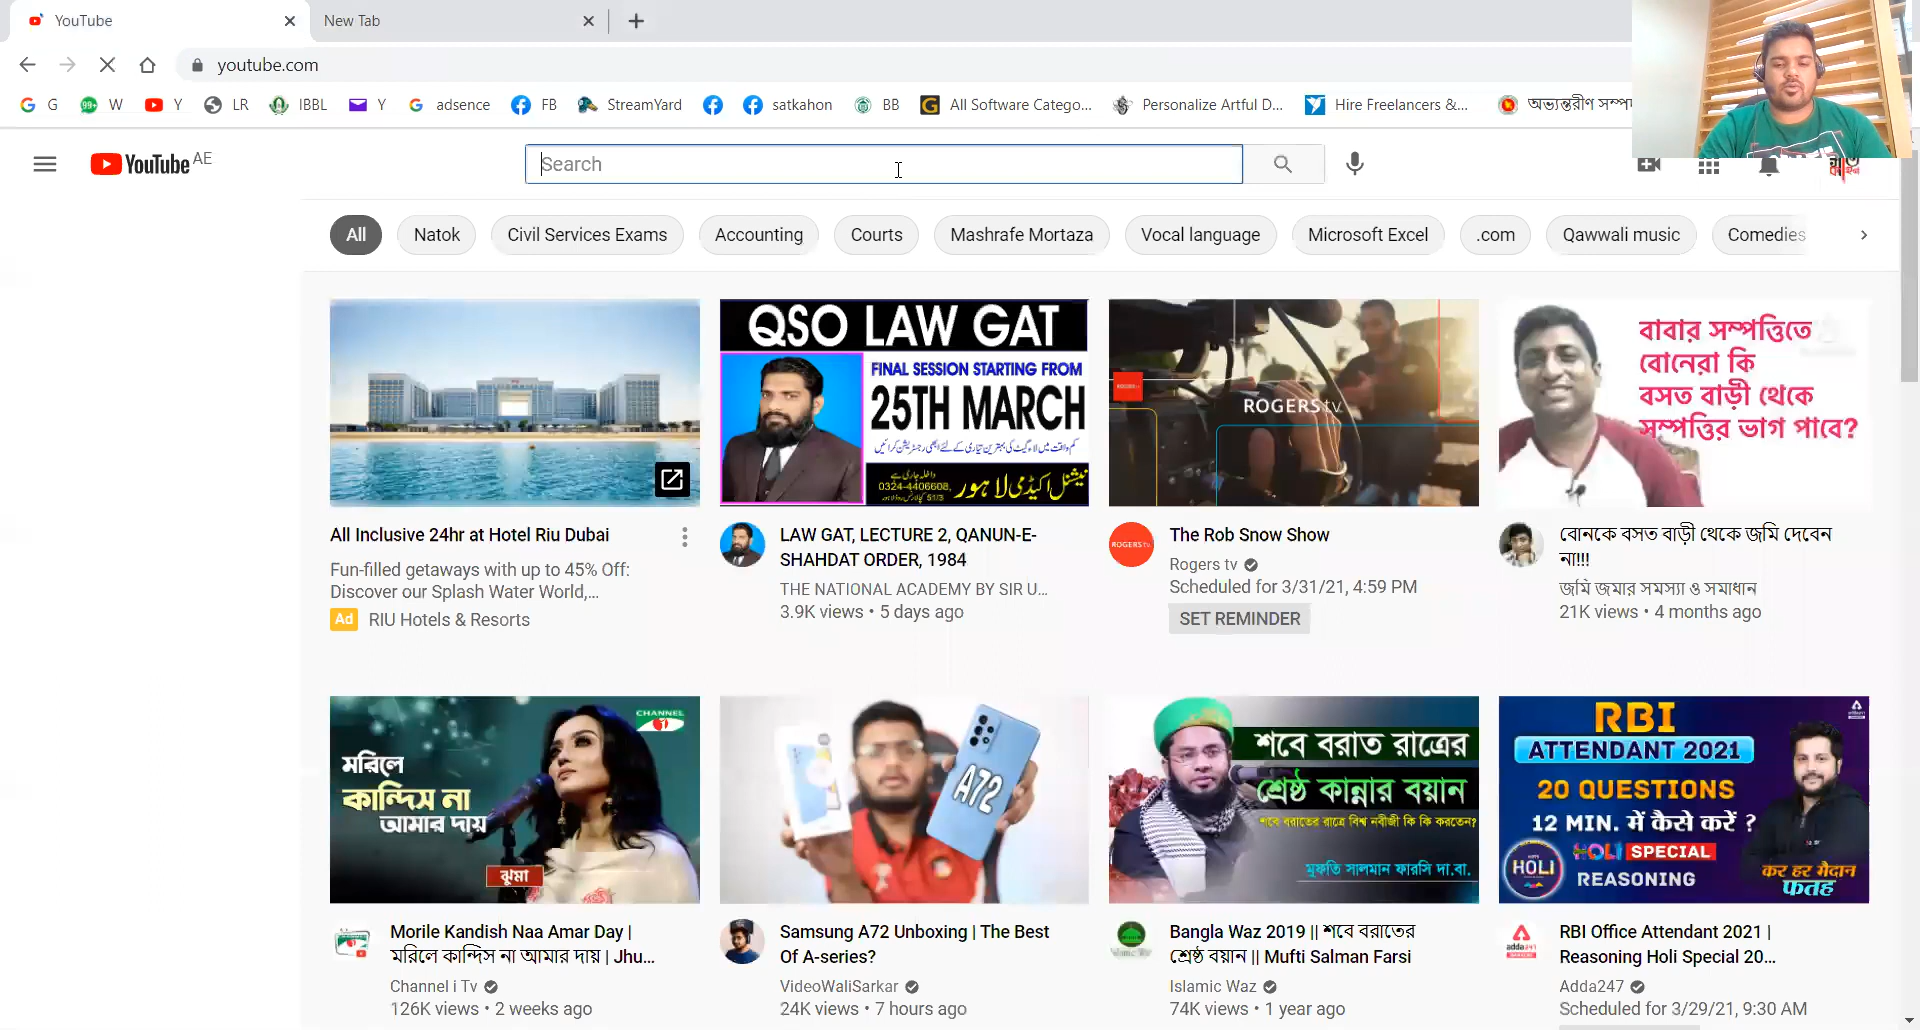 YouTube
New Tab
youtube.com
G
W
Y
LR
IBBL
Y
adsence
FB
StreamYard
satkahon
BB
All Software Catego...
Personalize Artful D...
Hire Freelancers &...
YouTube AE
Search
All
Natok
Civil Services Exams
Accounting
Courts
Mashrafe Mortaza
Vocal language
Microsoft Excel
.com
Qawwali music
Comedies
QSO LAW GAT
FINAL SESSION STARTING FROM
25TH MARCH
0324-4406608
ROGERS tv
বাবার সম্পত্তিতে
বোনেরা কি
বসত বাড়ী থেকে
সম্পত্তির ভাগ পাবে?
All Inclusive 24hr at Hotel Riu Dubai
Fun-filled getaways with up to 45% Off:
Discover our Splash Water World,...
Ad RIU Hotels & Resorts
LAW GAT, LECTURE 2, QANUN-E-
SHAHDAT ORDER, 1984
THE NATIONAL ACADEMY BY SIR U...
3.9K views • 5 days ago
The Rob Snow Show
Rogers tv
Scheduled for 3/31/21, 4:59 PM
SET REMINDER
বোনকে বসত বাড়ী থেকে জমি দেবেন
না!!!
জমি জমার সমস্যা ও সমাধান
21K views • 4 months ago
CHANNEL
মরিলে
কান্দিস না
আমার দায়
ঝুমা
A72
শবে বরাত রাত্রের
শ্রেষ্ঠ কান্নার বয়ান
শবে বরাতের রাত্রে বিশ্ব নবীজী কি কি করতেন?
মুফতি সালমান ফারসি দা.বা.
RBI
ATTENDANT 2021
20 QUESTIONS
12 MIN. में कैसे करें ?
HOLI
HOLI SPECIAL
REASONING
कर हर मैदान
फतह
Morile Kandish Naa Amar Day |
মরিলে কান্দিস না আমার দায় | Jhu...
Channel i Tv
126K views • 2 weeks ago
Samsung A72 Unboxing | The Best
Of A-series?
VideoWaliSarkar
24K views • 7 hours ago
Bangla Waz 2019 || শবে বরাতের
শ্রেষ্ঠ বয়ান || Mufti Salman Farsi
Islamic Waz
74K views • 1 year ago
RBI Office Attendant 2021 |
Reasoning Holi Special 20...
Adda247
Scheduled for 3/29/21, 9:30 AM